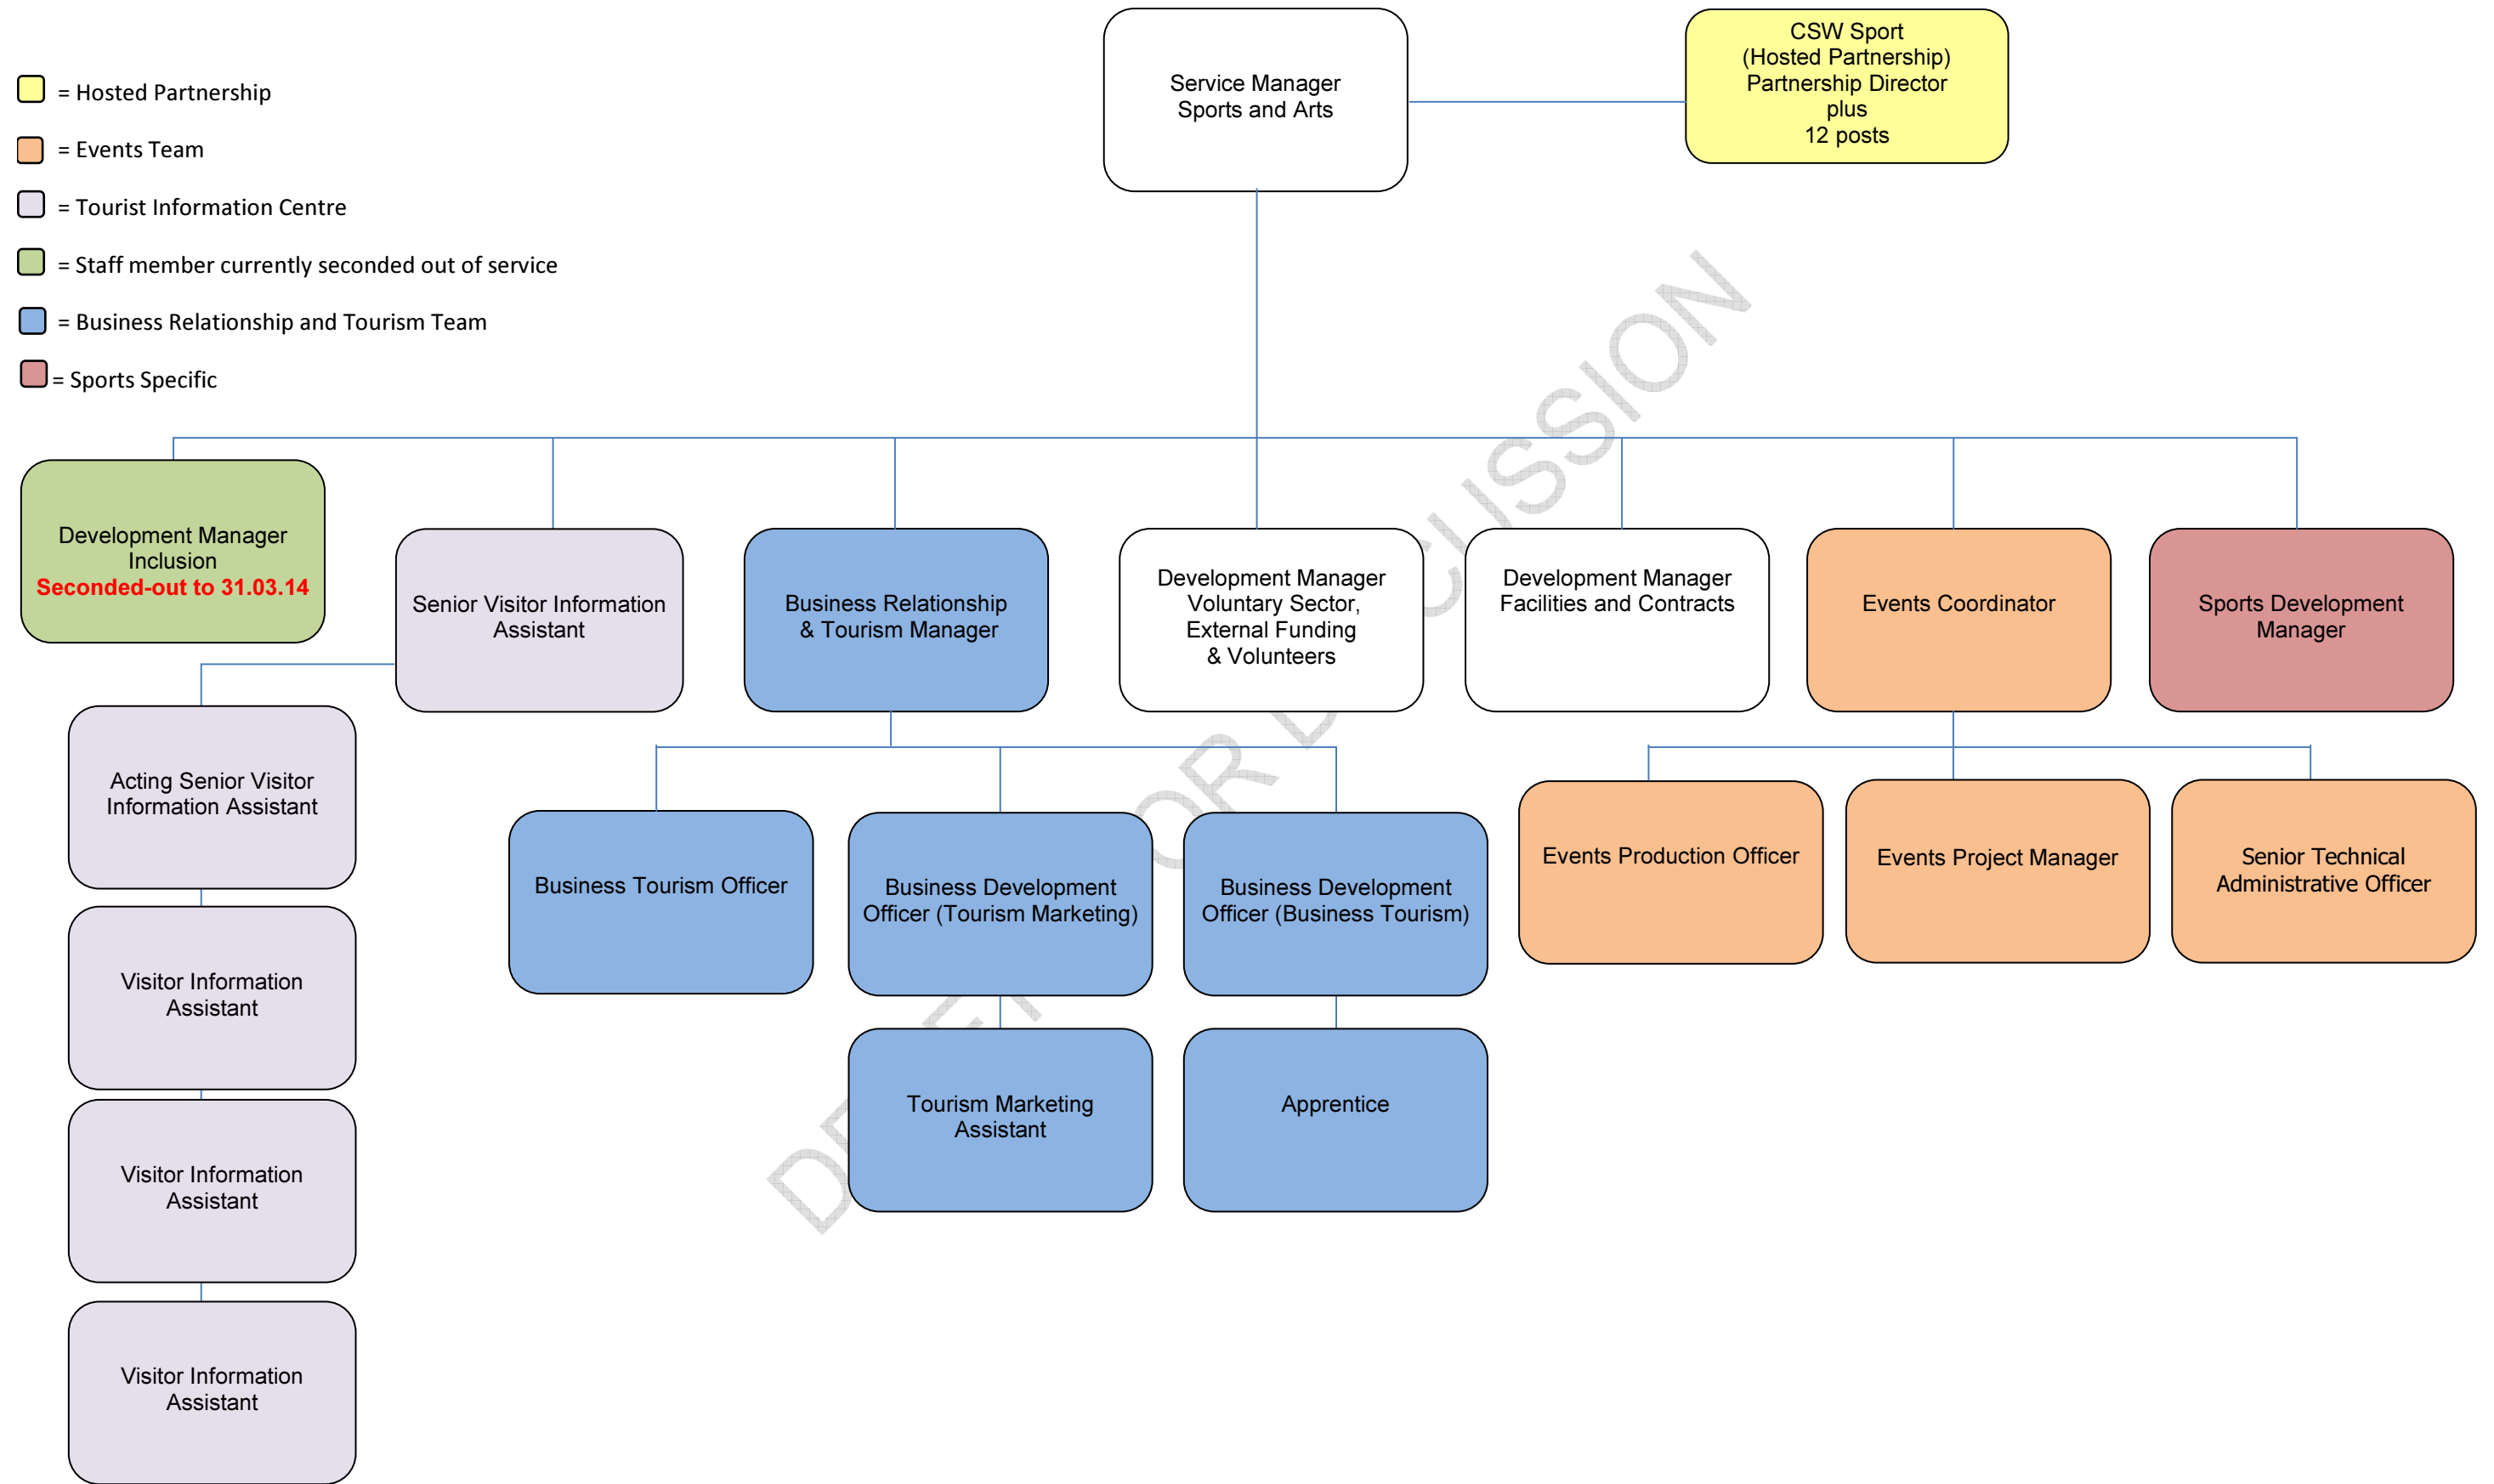 Service Manager
Sports and Arts
CSW Sport
(Hosted Partnership)
Partnership Director
plus
12 posts
= Hosted Partnership
= Events Team
= Tourist Information Centre
= Staff member currently seconded out of service
= Business Relationship and Tourism Team
= Sports Specific
Development Manager
Inclusion
Seconded-out to 31.03.14
Senior Visitor Information
Assistant
Business Relationship
& Tourism Manager
Development Manager
Voluntary Sector,
External Funding
& Volunteers
Development Manager
Facilities and Contracts
Events Coordinator
Sports Development
Manager
Acting Senior Visitor
Information Assistant
Visitor Information
Assistant
Visitor Information
Assistant
Visitor Information
Assistant
Business Tourism Officer
Business Development
Officer (Tourism Marketing)
Business Development
Officer (Business Tourism)
Tourism Marketing
Assistant
Apprentice
Events Production Officer
Events Project Manager
Senior Technical
Administrative Officer